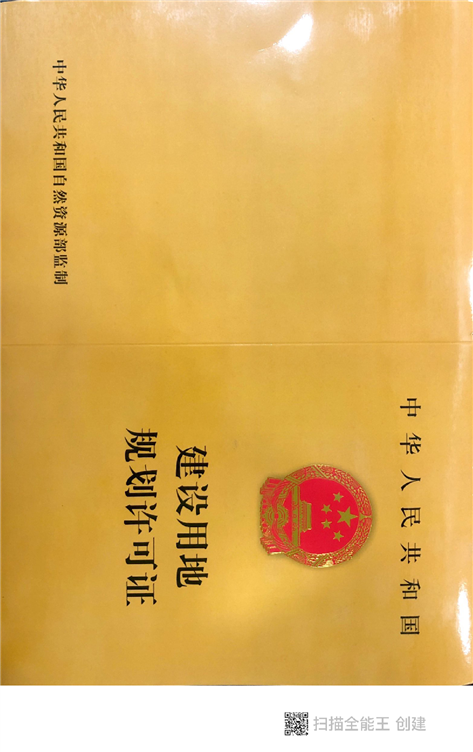 中华人民共和国
建设用地
规划许可证
中华人民共和国自然资源部监制
扫描全能王 创建